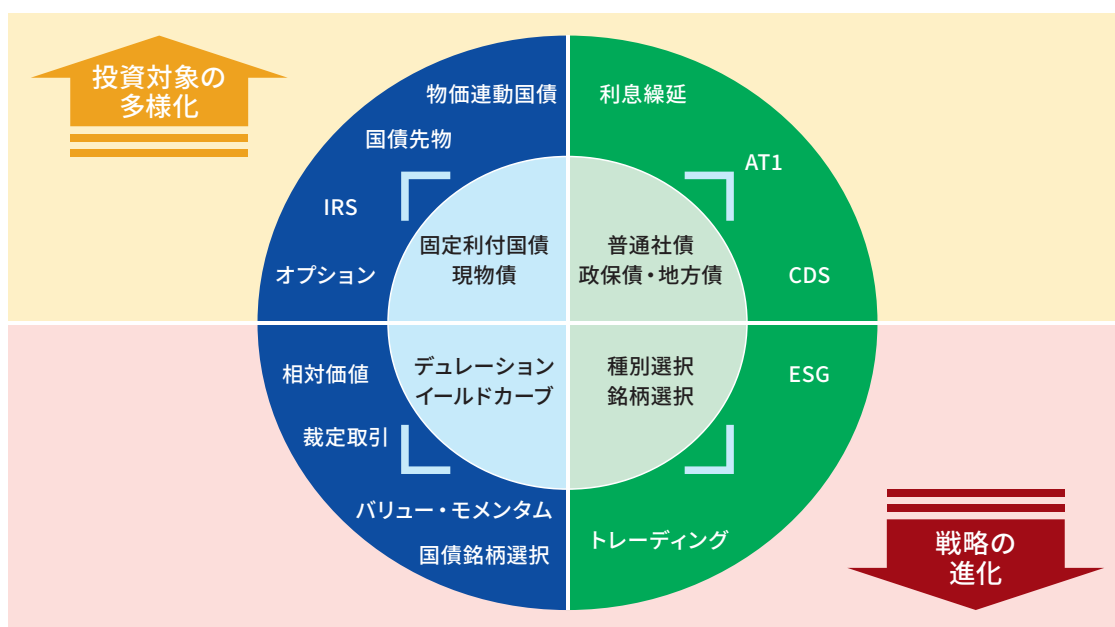 投資対象の
多様化
物価連動国債
国債先物
IRS
オプション
固定利付国債
現物債
利息繰延
AT1
CDS
普通社債
政保債・地方債
相対価値
裁定取引
バリュー・モメンタム
国債銘柄選択
デュレーション
イールドカーブ
種別選択
銘柄選択
ESG
トレーディング
戦略の
進化